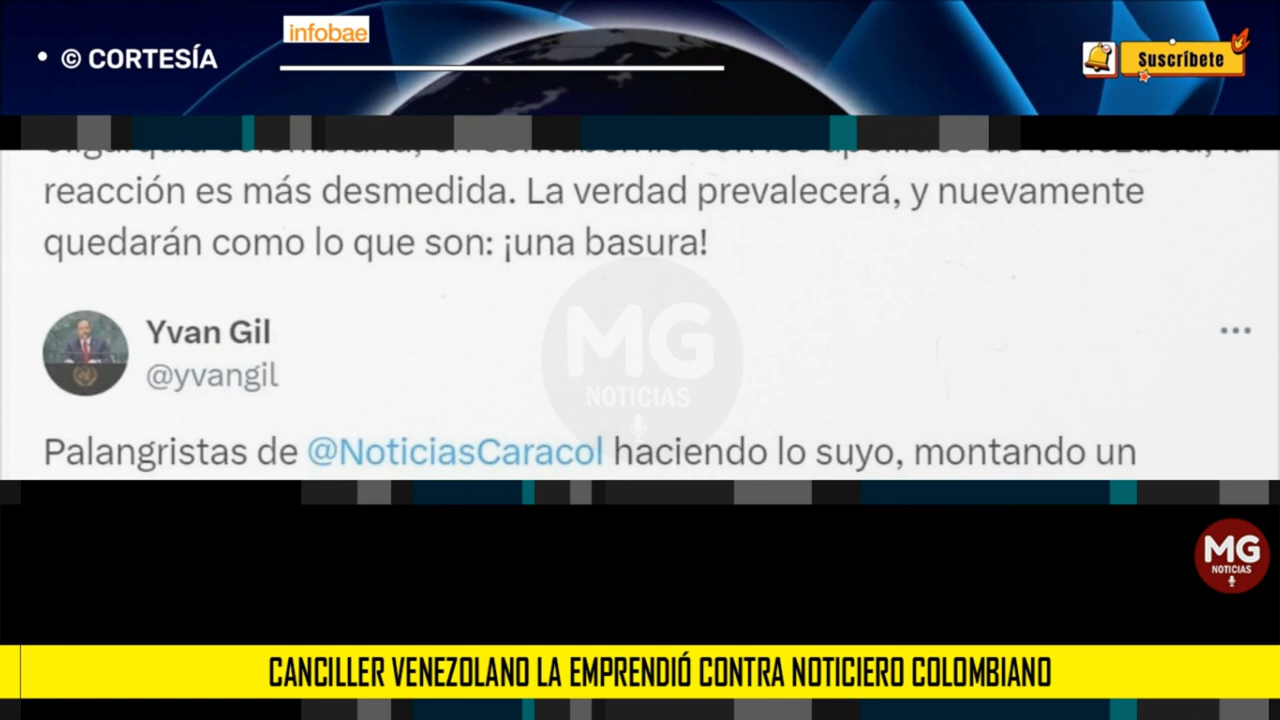 infobae
• © CORTESÍA
Suscríbete
reacción es más desmedida. La verdad prevalecerá, y nuevamente
quedarán como lo que son: ¡una basura!
Yvan Gil
@yvangil
MG
NOTICIAS
Palangristas de @NoticiasCaracol haciendo lo suyo, montando un
MG
NOTICIAS
CANCILLER VENEZOLANO LA EMPRENDIÓ CONTRA NOTICIERO COLOMBIANO